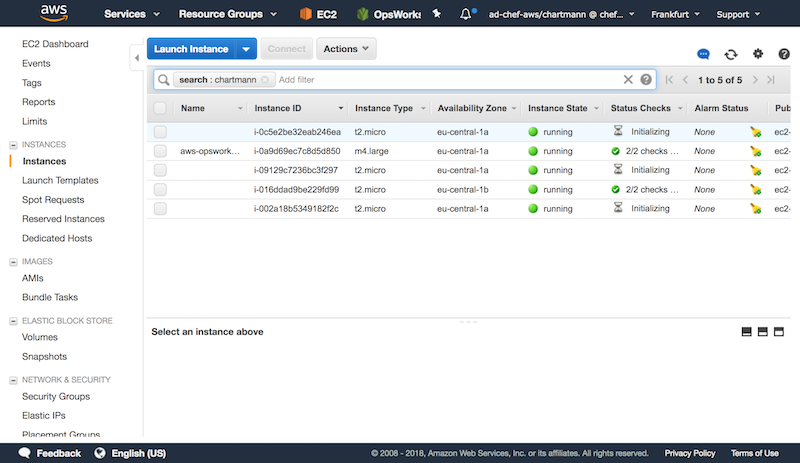 aws Services Resource Groups EC2 OpsWorks ad-chef-aws/chartmann @ chef... Frankfurt Support
EC2 Dashboard
Events
Tags
Reports
Limits
INSTANCES
Instances
Launch Templates
Spot Requests
Reserved Instances
Dedicated Hosts
IMAGES
AMIs
Bundle Tasks
ELASTIC BLOCK STORE
Volumes
Snapshots
NETWORK & SECURITY
Security Groups
Elastic IPs
Placement Groups
Launch Instance Connect Actions
search : chartmann Add filter 1 to 5 of 5
Name Instance ID Instance Type Availability Zone Instance State Status Checks Alarm Status Pub
i-0c5e2be32eab246ea t2.micro eu-central-1a running Initializing None ec2-
aws-opswork... i-0a9d69ec7c8d5d850 m4.large eu-central-1a running 2/2 checks ... None ec2-
i-09129c7236bc3f297 t2.micro eu-central-1a running Initializing None ec2-
i-016ddad9be229fd99 t2.micro eu-central-1b running 2/2 checks ... None ec2-
i-002a18b5349182f2c t2.micro eu-central-1a running Initializing None ec2-
Select an instance above
Feedback English (US) © 2008 - 2018, Amazon Web Services, Inc. or its affiliates. All rights reserved. Privacy Policy Terms of Use